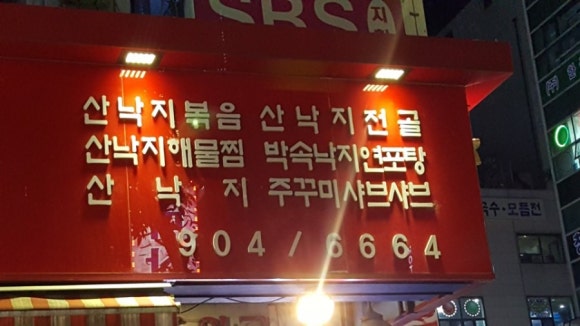 SBS
산낙지볶음 산낙지전골
산낙지해물찜 박속낙지연포탕
산 낙 지 주꾸미샤브샤브
904/6664
국수·모듬전